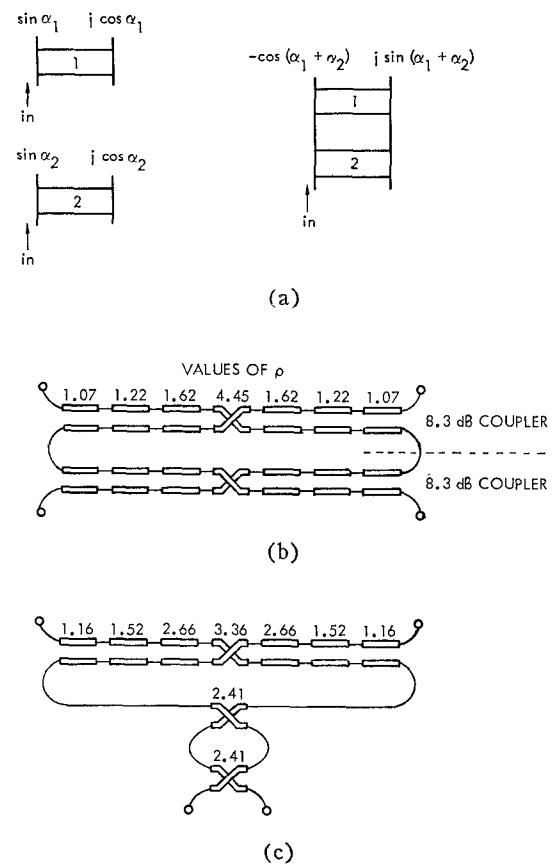 sin α₁ j cos α₁
1
in
-cos (α₁ + α₂) j sin (α₁ + α₂)
1
2
in
sin α₂ j cos α₂
2
in
(a)
VALUES OF ρ
1.07 1.22 1.62 4.45 1.62 1.22 1.07
8.3 dB COUPLER
8.3 dB COUPLER
(b)
1.16 1.52 2.66 3.36 2.66 1.52 1.16
2.41
2.41
(c)